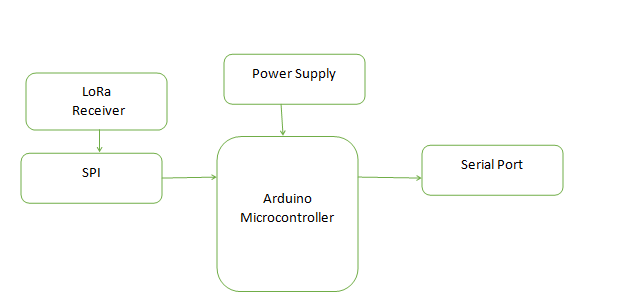 Power Supply
LoRa
Receiver
SPI
Arduino
Microcontroller
Serial Port